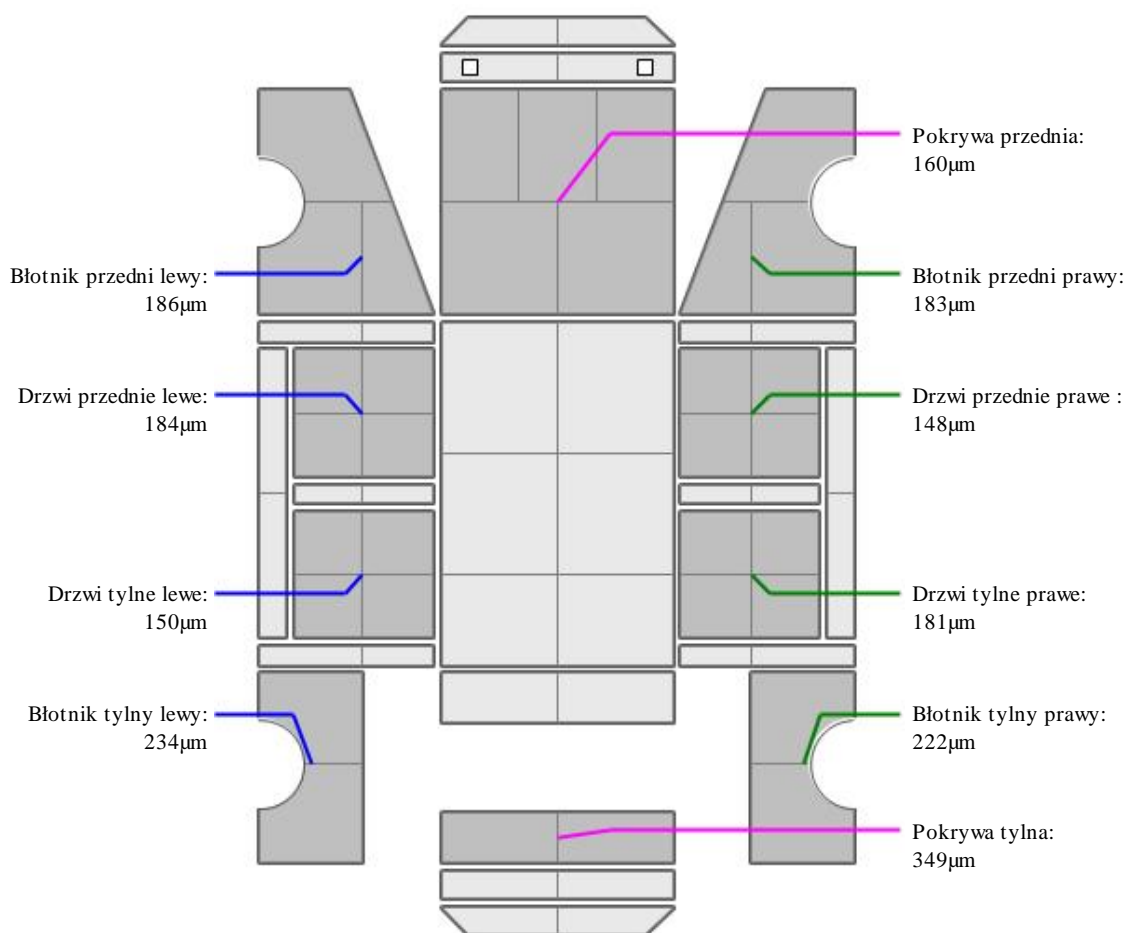 Pokrywa przednia:
160µm
Błotnik przedni lewy:
186µm
Błotnik przedni prawy:
183µm
Drzwi przednie lewe:
184µm
Drzwi przednie prawe :
148µm
Drzwi tylne lewe:
150µm
Drzwi tylne prawe:
181µm
Błotnik tylny lewy:
234µm
Błotnik tylny prawy:
222µm
Pokrywa tylna:
349µm